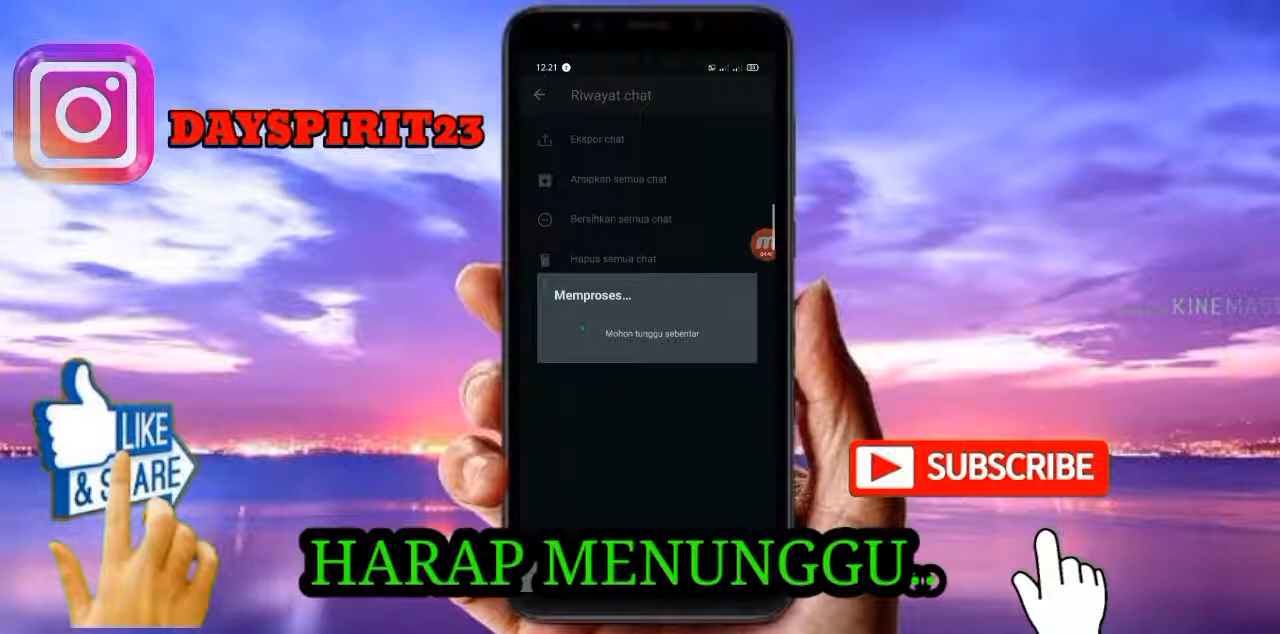 12.21
Riwayat chat
DAYSPIRIT23
Ekspor chat
Arsipkan semua chat
Bersihkan semua chat
Hapus semua chat
Memproses...
Mohon tunggu sebentar
LIKE
& SHARE
SUBSCRIBE
HARAP MENUNGGU...